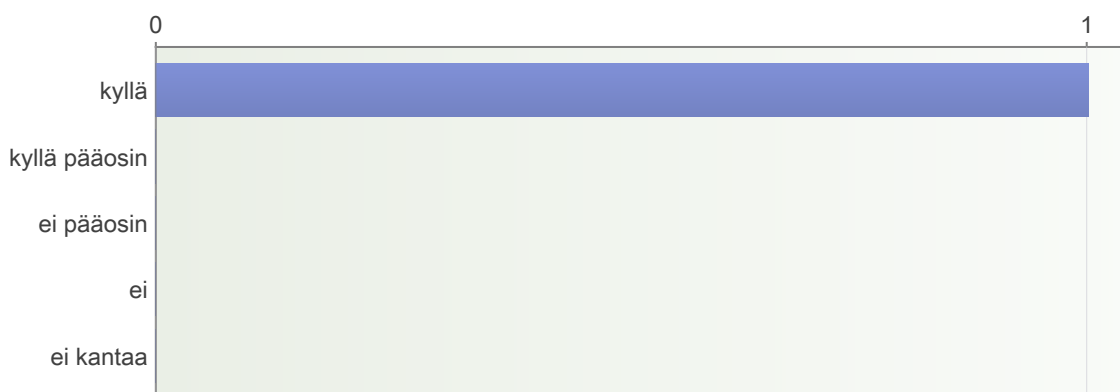 0 1
kyllä
kyllä pääosin
ei pääosin
ei
ei kantaa